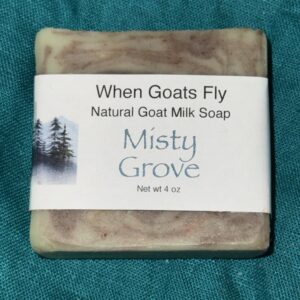 When Goats Fly
Natural Goat Milk Soap
Misty
Grove
Net wt 4 oz